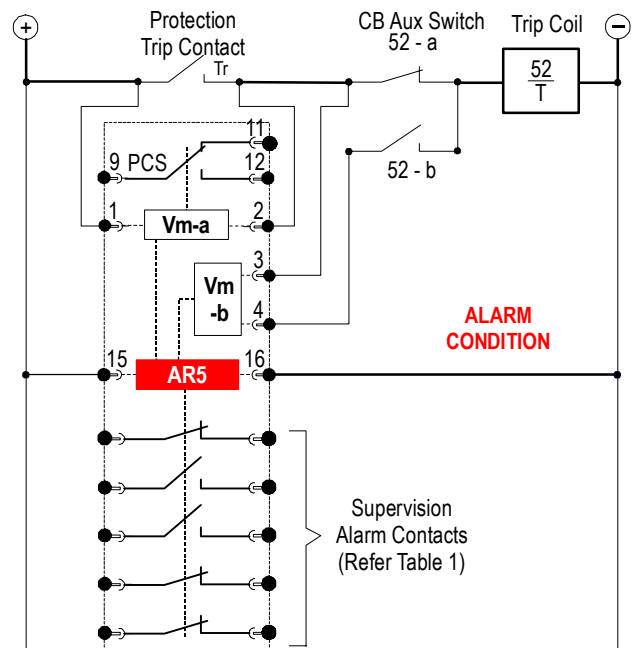 Protection
Trip Contact
CB Aux Switch
52 - a
Trip Coil
+
−
Tr
52
T
11
9 PCS
12
52 - b
1
Vm-a
2
3
Vm
-b
4
ALARM
CONDITION
15
AR5
16
Supervision
Alarm Contacts
(Refer Table 1)